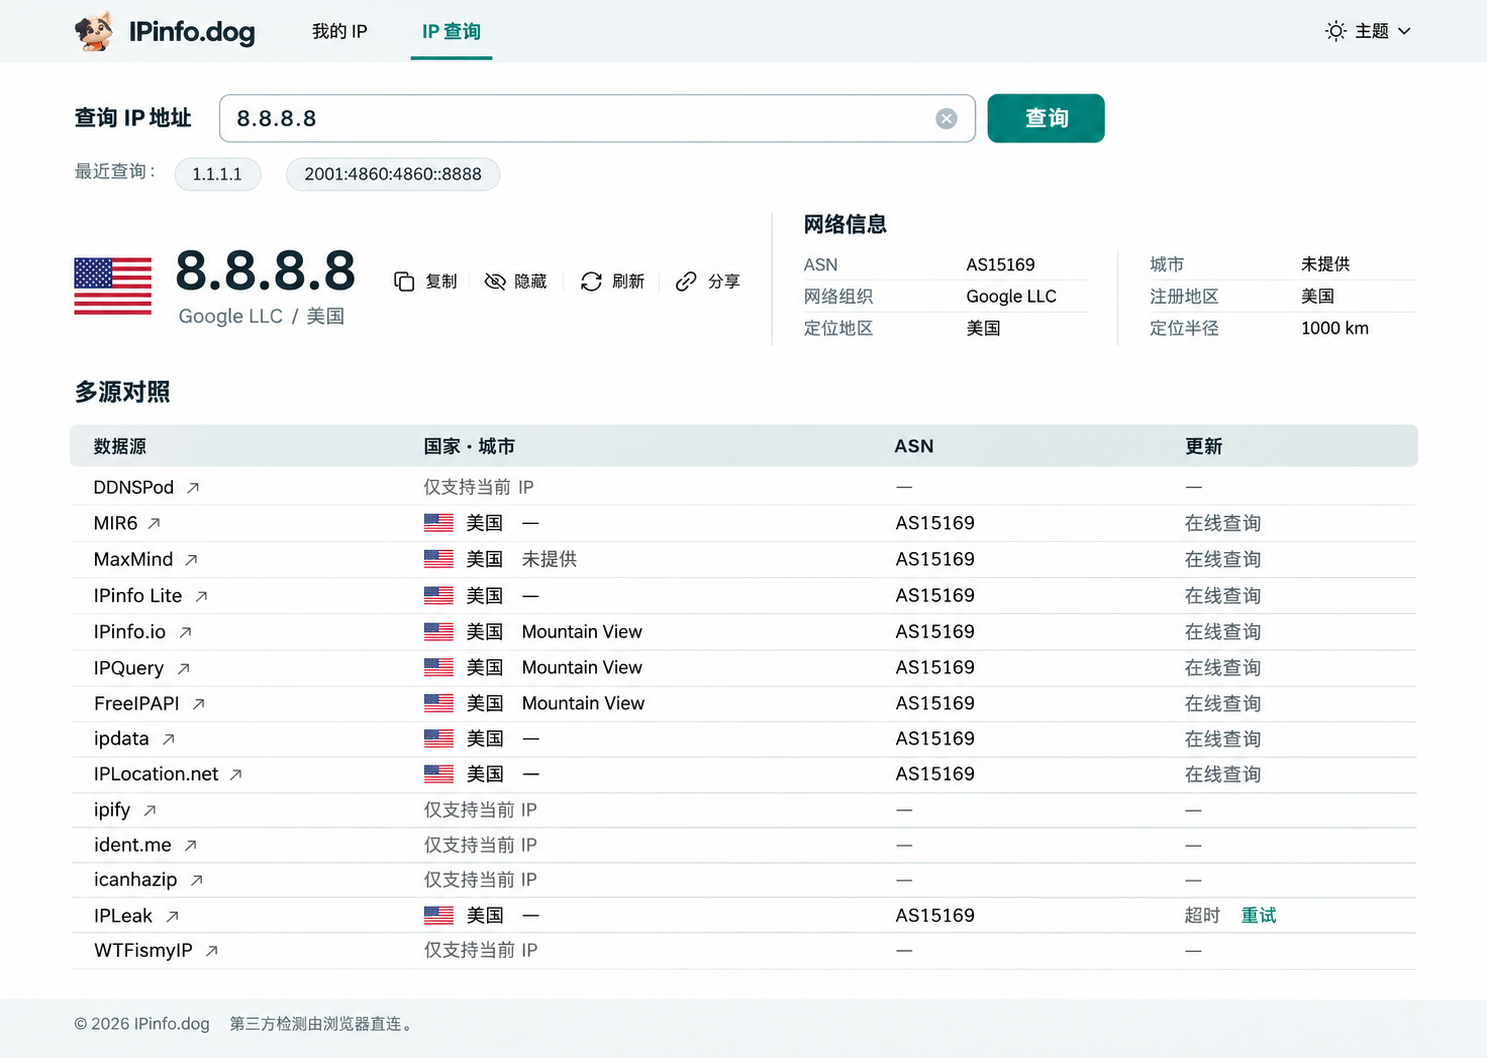 IPinfo.dog 我的 IP IP 查询 主题
查询 IP 地址 8.8.8.8 查询
最近查询： 1.1.1.1 2001:4860:4860::8888
8.8.8.8 复制 隐藏 刷新 分享
Google LLC / 美国
网络信息
ASN AS15169 城市 未提供
网络组织 Google LLC 注册地区 美国
定位地区 美国 定位半径 1000 km
多源对照
数据源 国家 · 城市 ASN 更新
DDNSPod 仅支持当前 IP — —
MIR6 美国 — AS15169 在线查询
MaxMind 美国 未提供 AS15169 在线查询
IPinfo Lite 美国 — AS15169 在线查询
IPinfo.io 美国 Mountain View AS15169 在线查询
IPQuery 美国 Mountain View AS15169 在线查询
FreeIPAPI 美国 Mountain View AS15169 在线查询
ipdata 美国 — AS15169 在线查询
IPLocation.net 美国 — AS15169 在线查询
ipify 仅支持当前 IP — —
ident.me 仅支持当前 IP — —
icanhazip 仅支持当前 IP — —
IPLeak 美国 — AS15169 超时 重试
WTFismyIP 仅支持当前 IP — —
© 2026 IPinfo.dog 第三方检测由浏览器直连。